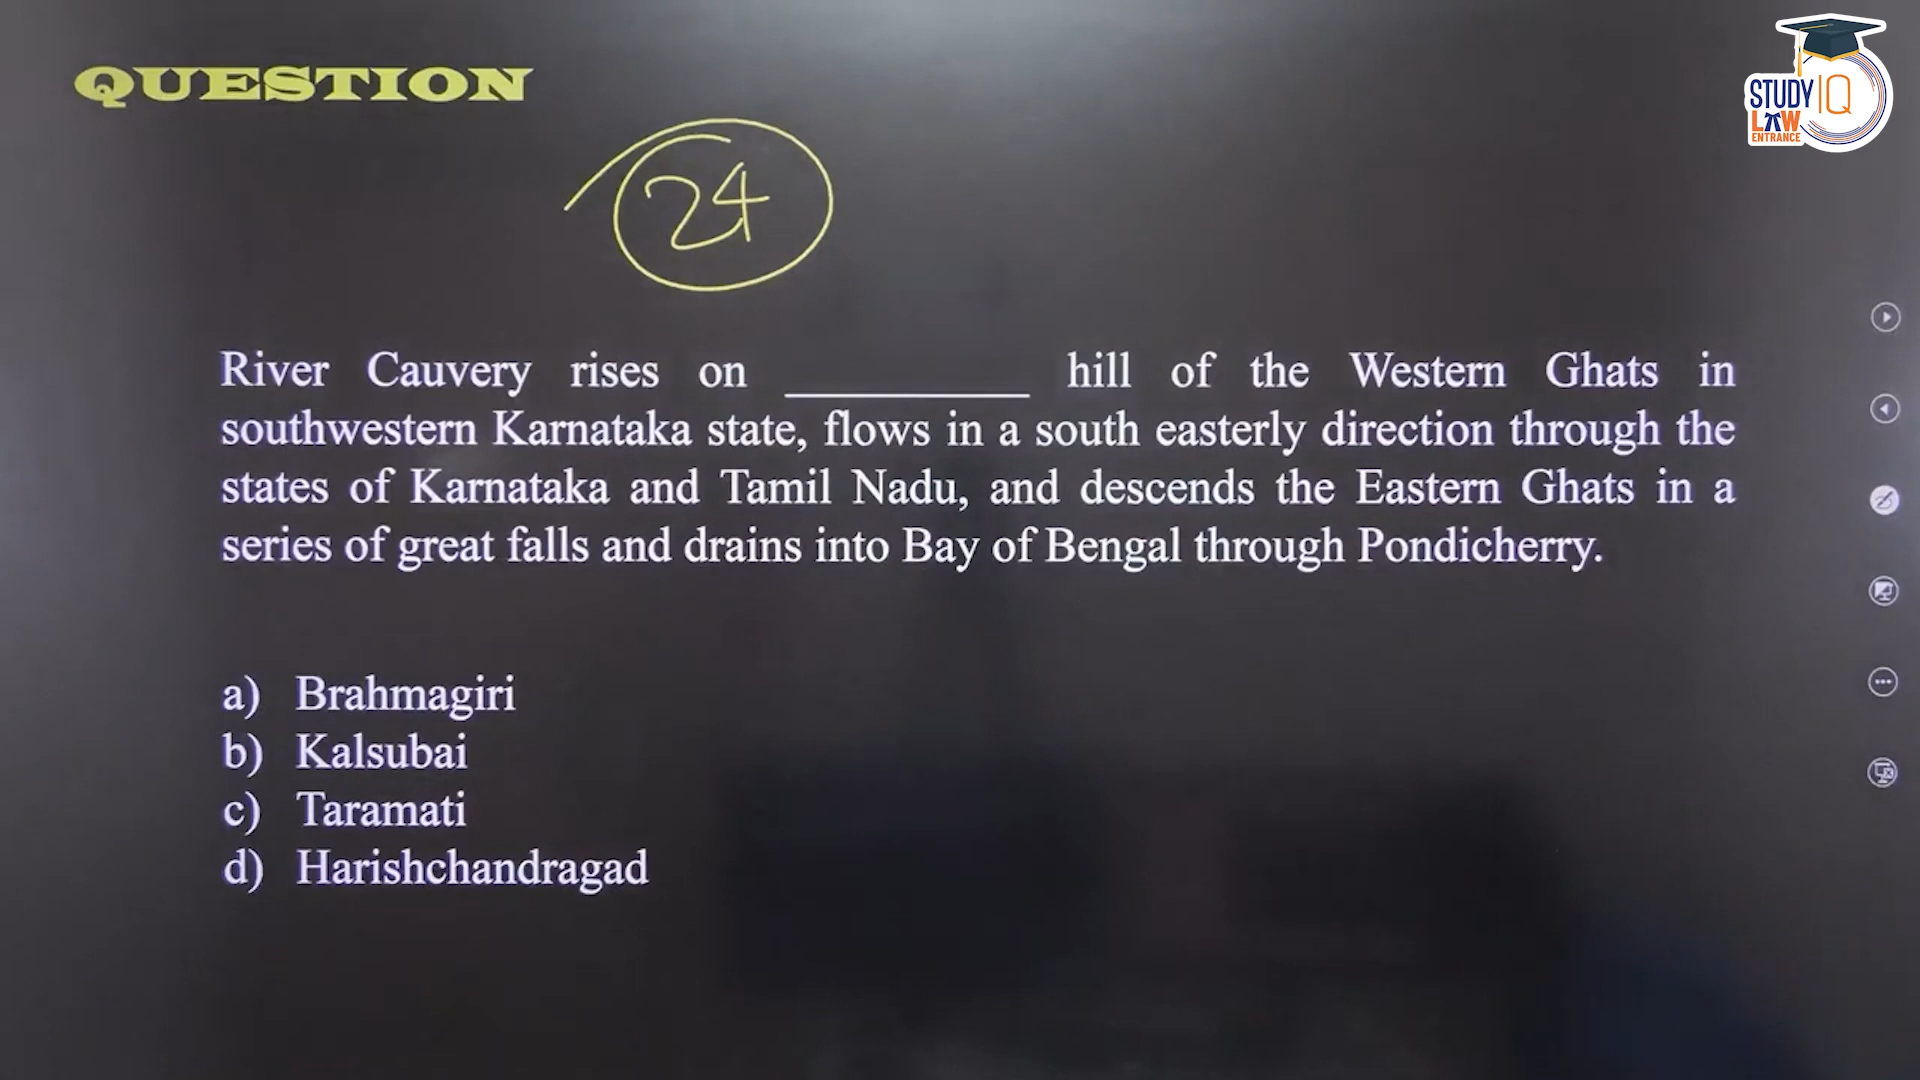 QUESTION
STUDY IQ
LAW
ENTRANCE
24
River Cauvery rises on __________ hill of the Western Ghats in
southwestern Karnataka state, flows in a south easterly direction through the
states of Karnataka and Tamil Nadu, and descends the Eastern Ghats in a
series of great falls and drains into Bay of Bengal through Pondicherry.
a) Brahmagiri
b) Kalsubai
c) Taramati
d) Harishchandragad